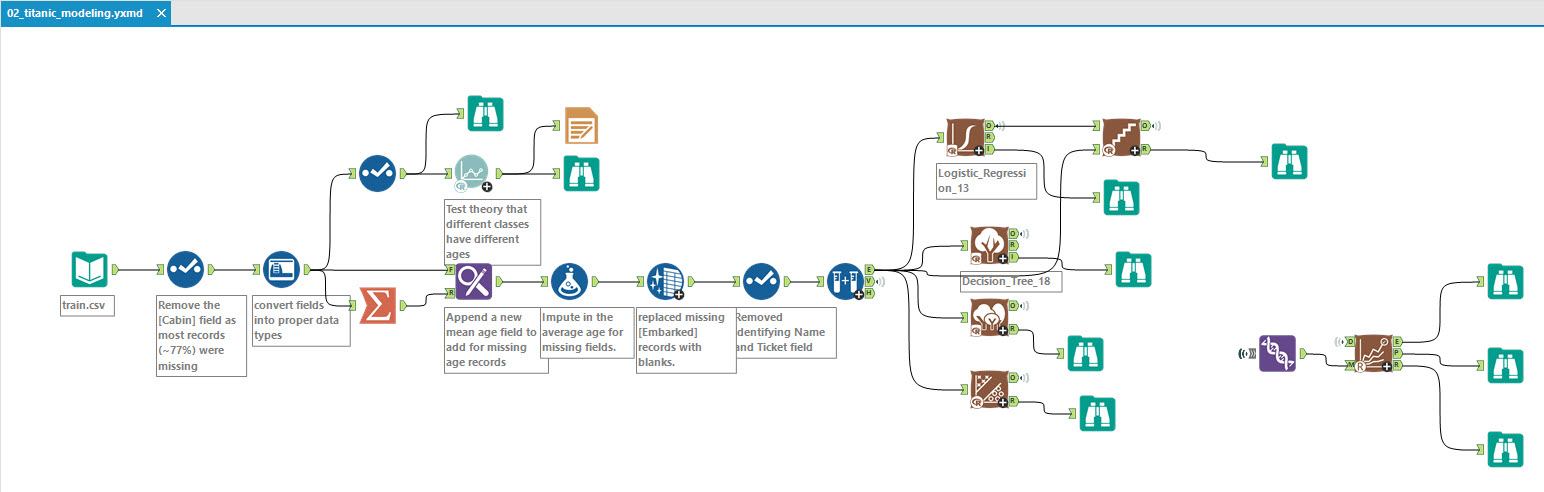 02_titanic_modeling.yxmd
train.csv
Remove the
[Cabin] field as
most records
(~77%) were
missing
convert fields
into proper data
types
Test theory that
different classes
have different
ages
F
R
Append a new
mean age field to
add for missing
age records
Impute in the
average age for
missing fields.
replaced missing
[Embarked]
records with
blanks.
Removed
identifying Name
and Ticket field
E
V
H
O
R
I
Logistic_Regressi
on_13
O
R
O
R
I
Decision_Tree_18
O
R
O
R
D
M
E
P
R